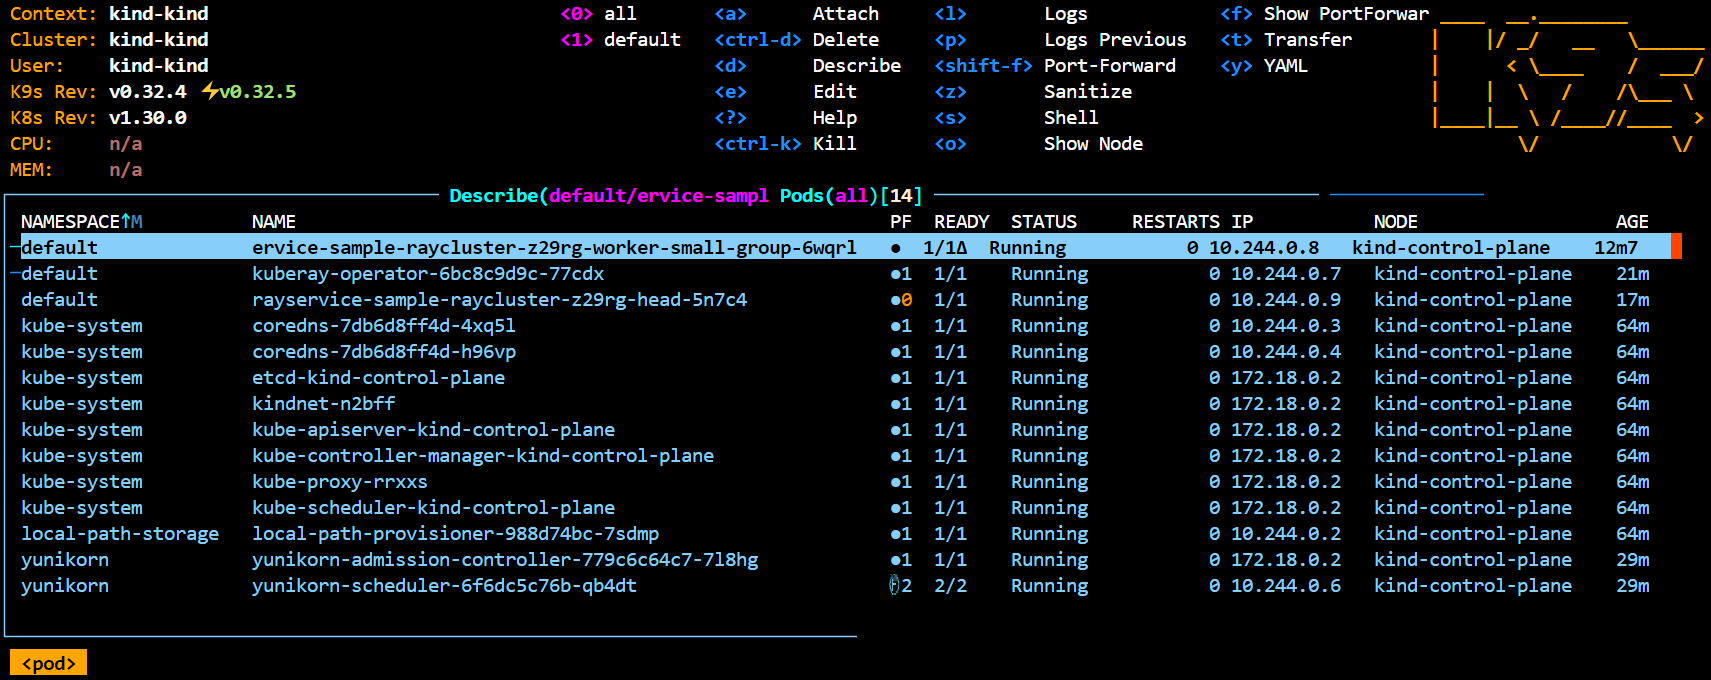 Context: kind-kind <0> all <a> Attach <l> Logs <f> Show PortForwar
Cluster: kind-kind <1> default <ctrl-d> Delete <p> Logs Previous <t> Transfer
User: kind-kind <d> Describe <shift-f> Port-Forward <y> YAML
K9s Rev: v0.32.4 ⚡v0.32.5 <e> Edit <z> Sanitize
K8s Rev: v1.30.0 <?> Help <s> Shell
CPU: n/a <ctrl-k> Kill <o> Show Node
MEM: n/a
Describe(default/ervice-sampl Pods(all)[14]
NAMESPACE↑M NAME PF READY STATUS RESTARTS IP NODE AGE
default ervice-sample-raycluster-z29rg-worker-small-group-6wqrl ● 1/1Δ Running 0 10.244.0.8 kind-control-plane 12m7
default kuberay-operator-6bc8c9d9c-77cdx ●1 1/1 Running 0 10.244.0.7 kind-control-plane 21m
default rayservice-sample-raycluster-z29rg-head-5n7c4 ●0 1/1 Running 0 10.244.0.9 kind-control-plane 17m
kube-system coredns-7db6d8ff4d-4xq5l ●1 1/1 Running 0 10.244.0.3 kind-control-plane 64m
kube-system coredns-7db6d8ff4d-h96vp ●1 1/1 Running 0 10.244.0.4 kind-control-plane 64m
kube-system etcd-kind-control-plane ●1 1/1 Running 0 172.18.0.2 kind-control-plane 64m
kube-system kindnet-n2bff ●1 1/1 Running 0 172.18.0.2 kind-control-plane 64m
kube-system kube-apiserver-kind-control-plane ●1 1/1 Running 0 172.18.0.2 kind-control-plane 64m
kube-system kube-controller-manager-kind-control-plane ●1 1/1 Running 0 172.18.0.2 kind-control-plane 64m
kube-system kube-proxy-rrxxs ●1 1/1 Running 0 172.18.0.2 kind-control-plane 64m
kube-system kube-scheduler-kind-control-plane ●1 1/1 Running 0 172.18.0.2 kind-control-plane 64m
local-path-storage local-path-provisioner-988d74bc-7sdmp ●1 1/1 Running 0 10.244.0.2 kind-control-plane 64m
yunikorn yunikorn-admission-controller-779c6c64c7-7l8hg ●1 1/1 Running 0 172.18.0.2 kind-control-plane 29m
yunikorn yunikorn-scheduler-6f6dc5c76b-qb4dt 2 2/2 Running 0 10.244.0.6 kind-control-plane 29m
<pod>